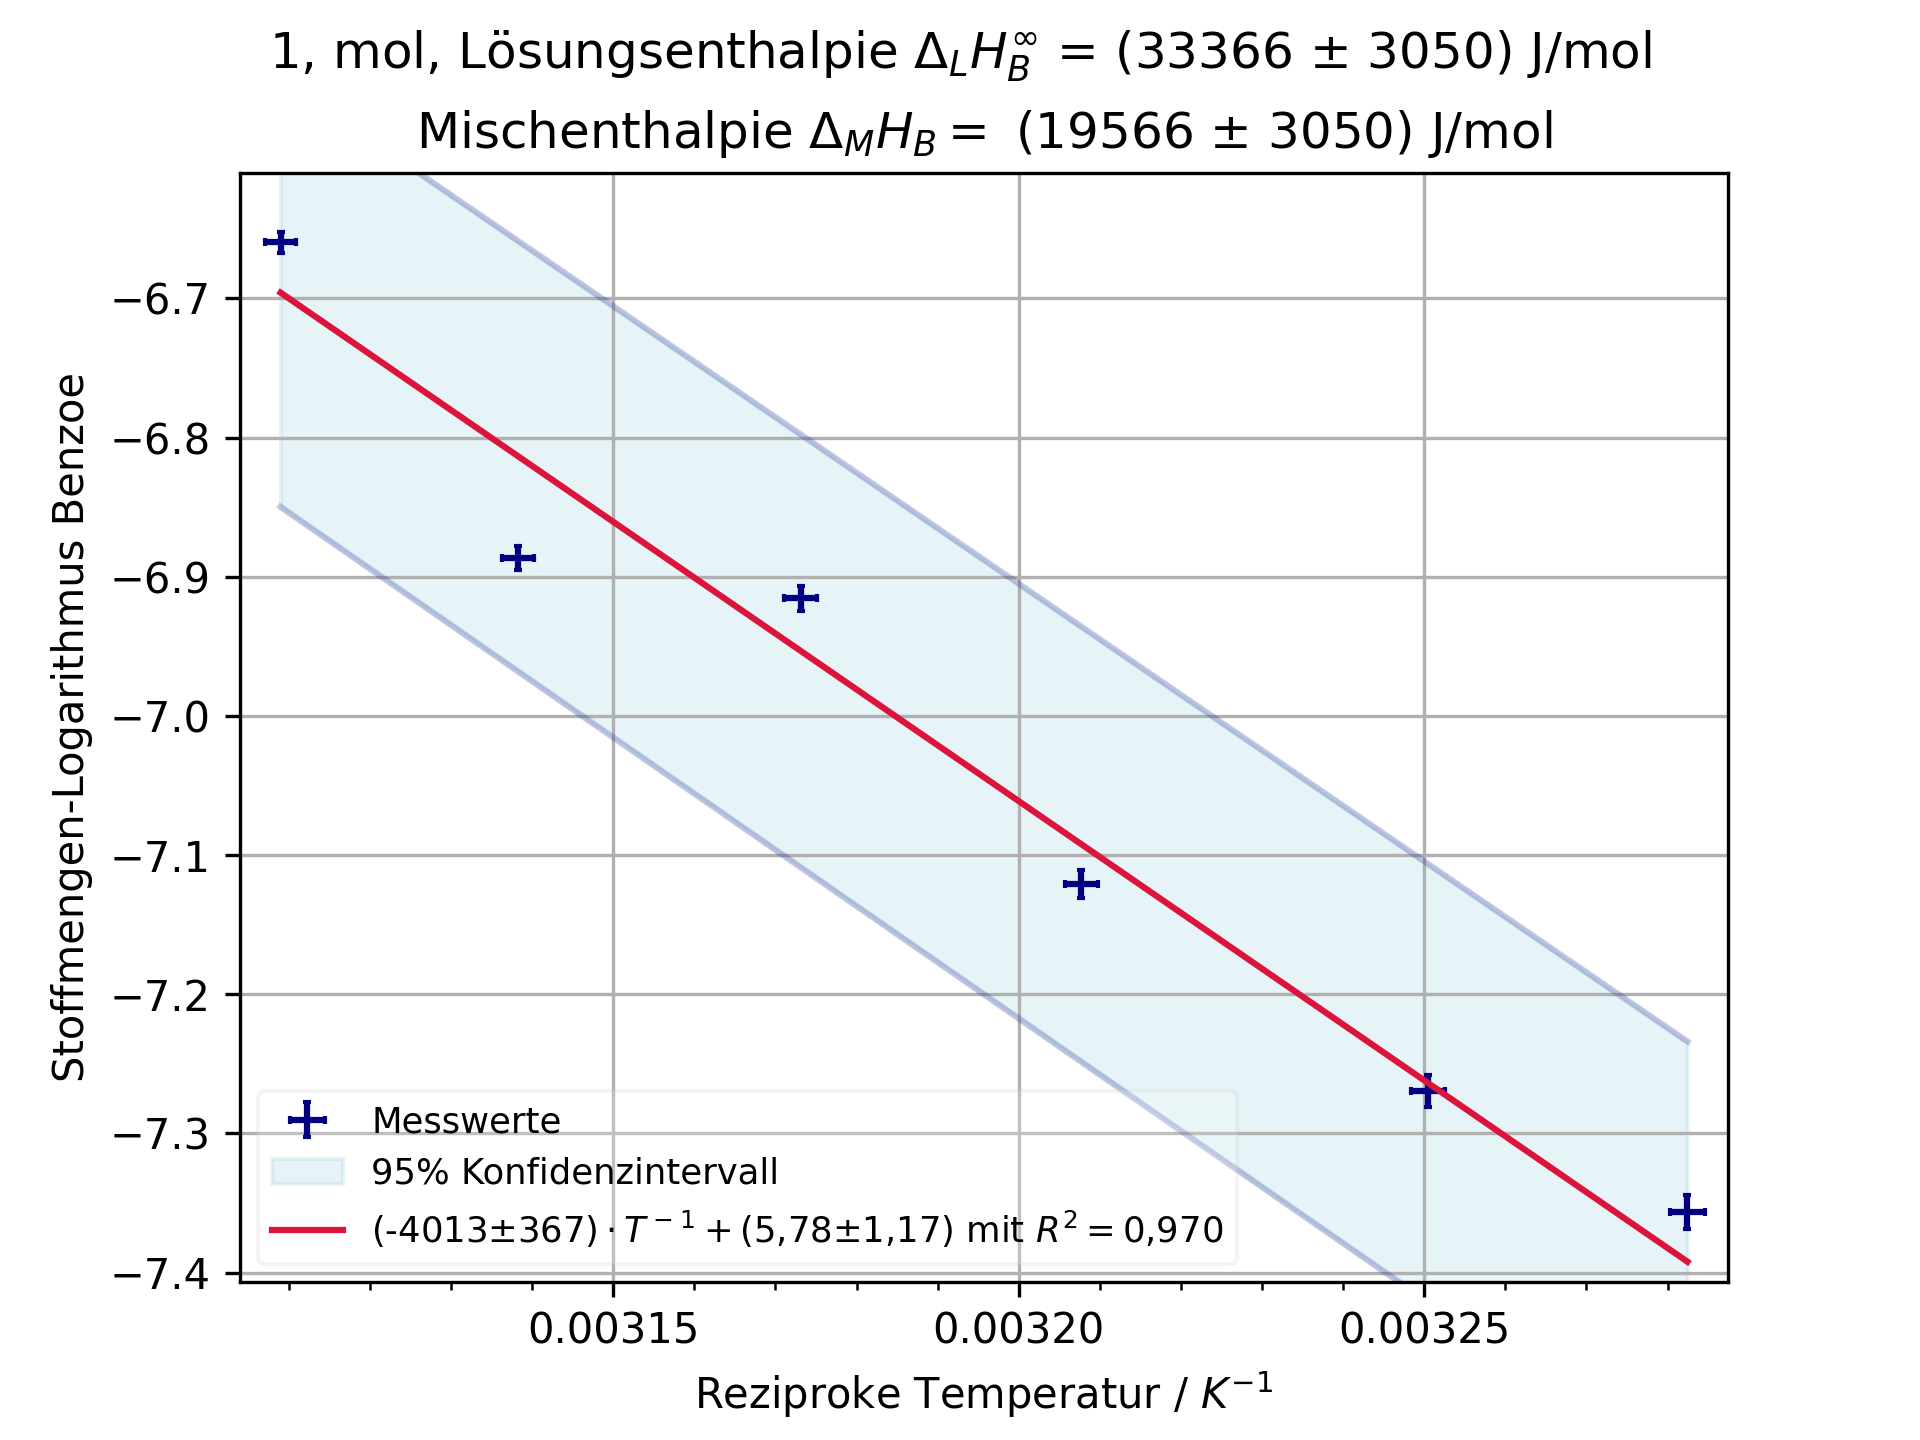 1, mol, Lösungsenthalpie Δ_L H_B^∞ = (33366 ± 3050) J/mol
Mischenthalpie Δ_M H_B = (19566 ± 3050) J/mol
Stoffmengen-Logarithmus Benzoe
−6.7
−6.8
−6.9
−7.0
−7.1
−7.2
−7.3
−7.4
Messwerte
95% Konfidenzintervall
(-4013±367) · T⁻¹ + (5,78±1,17) mit R² = 0,970
0.00315
0.00320
0.00325
Reziproke Temperatur / K⁻¹